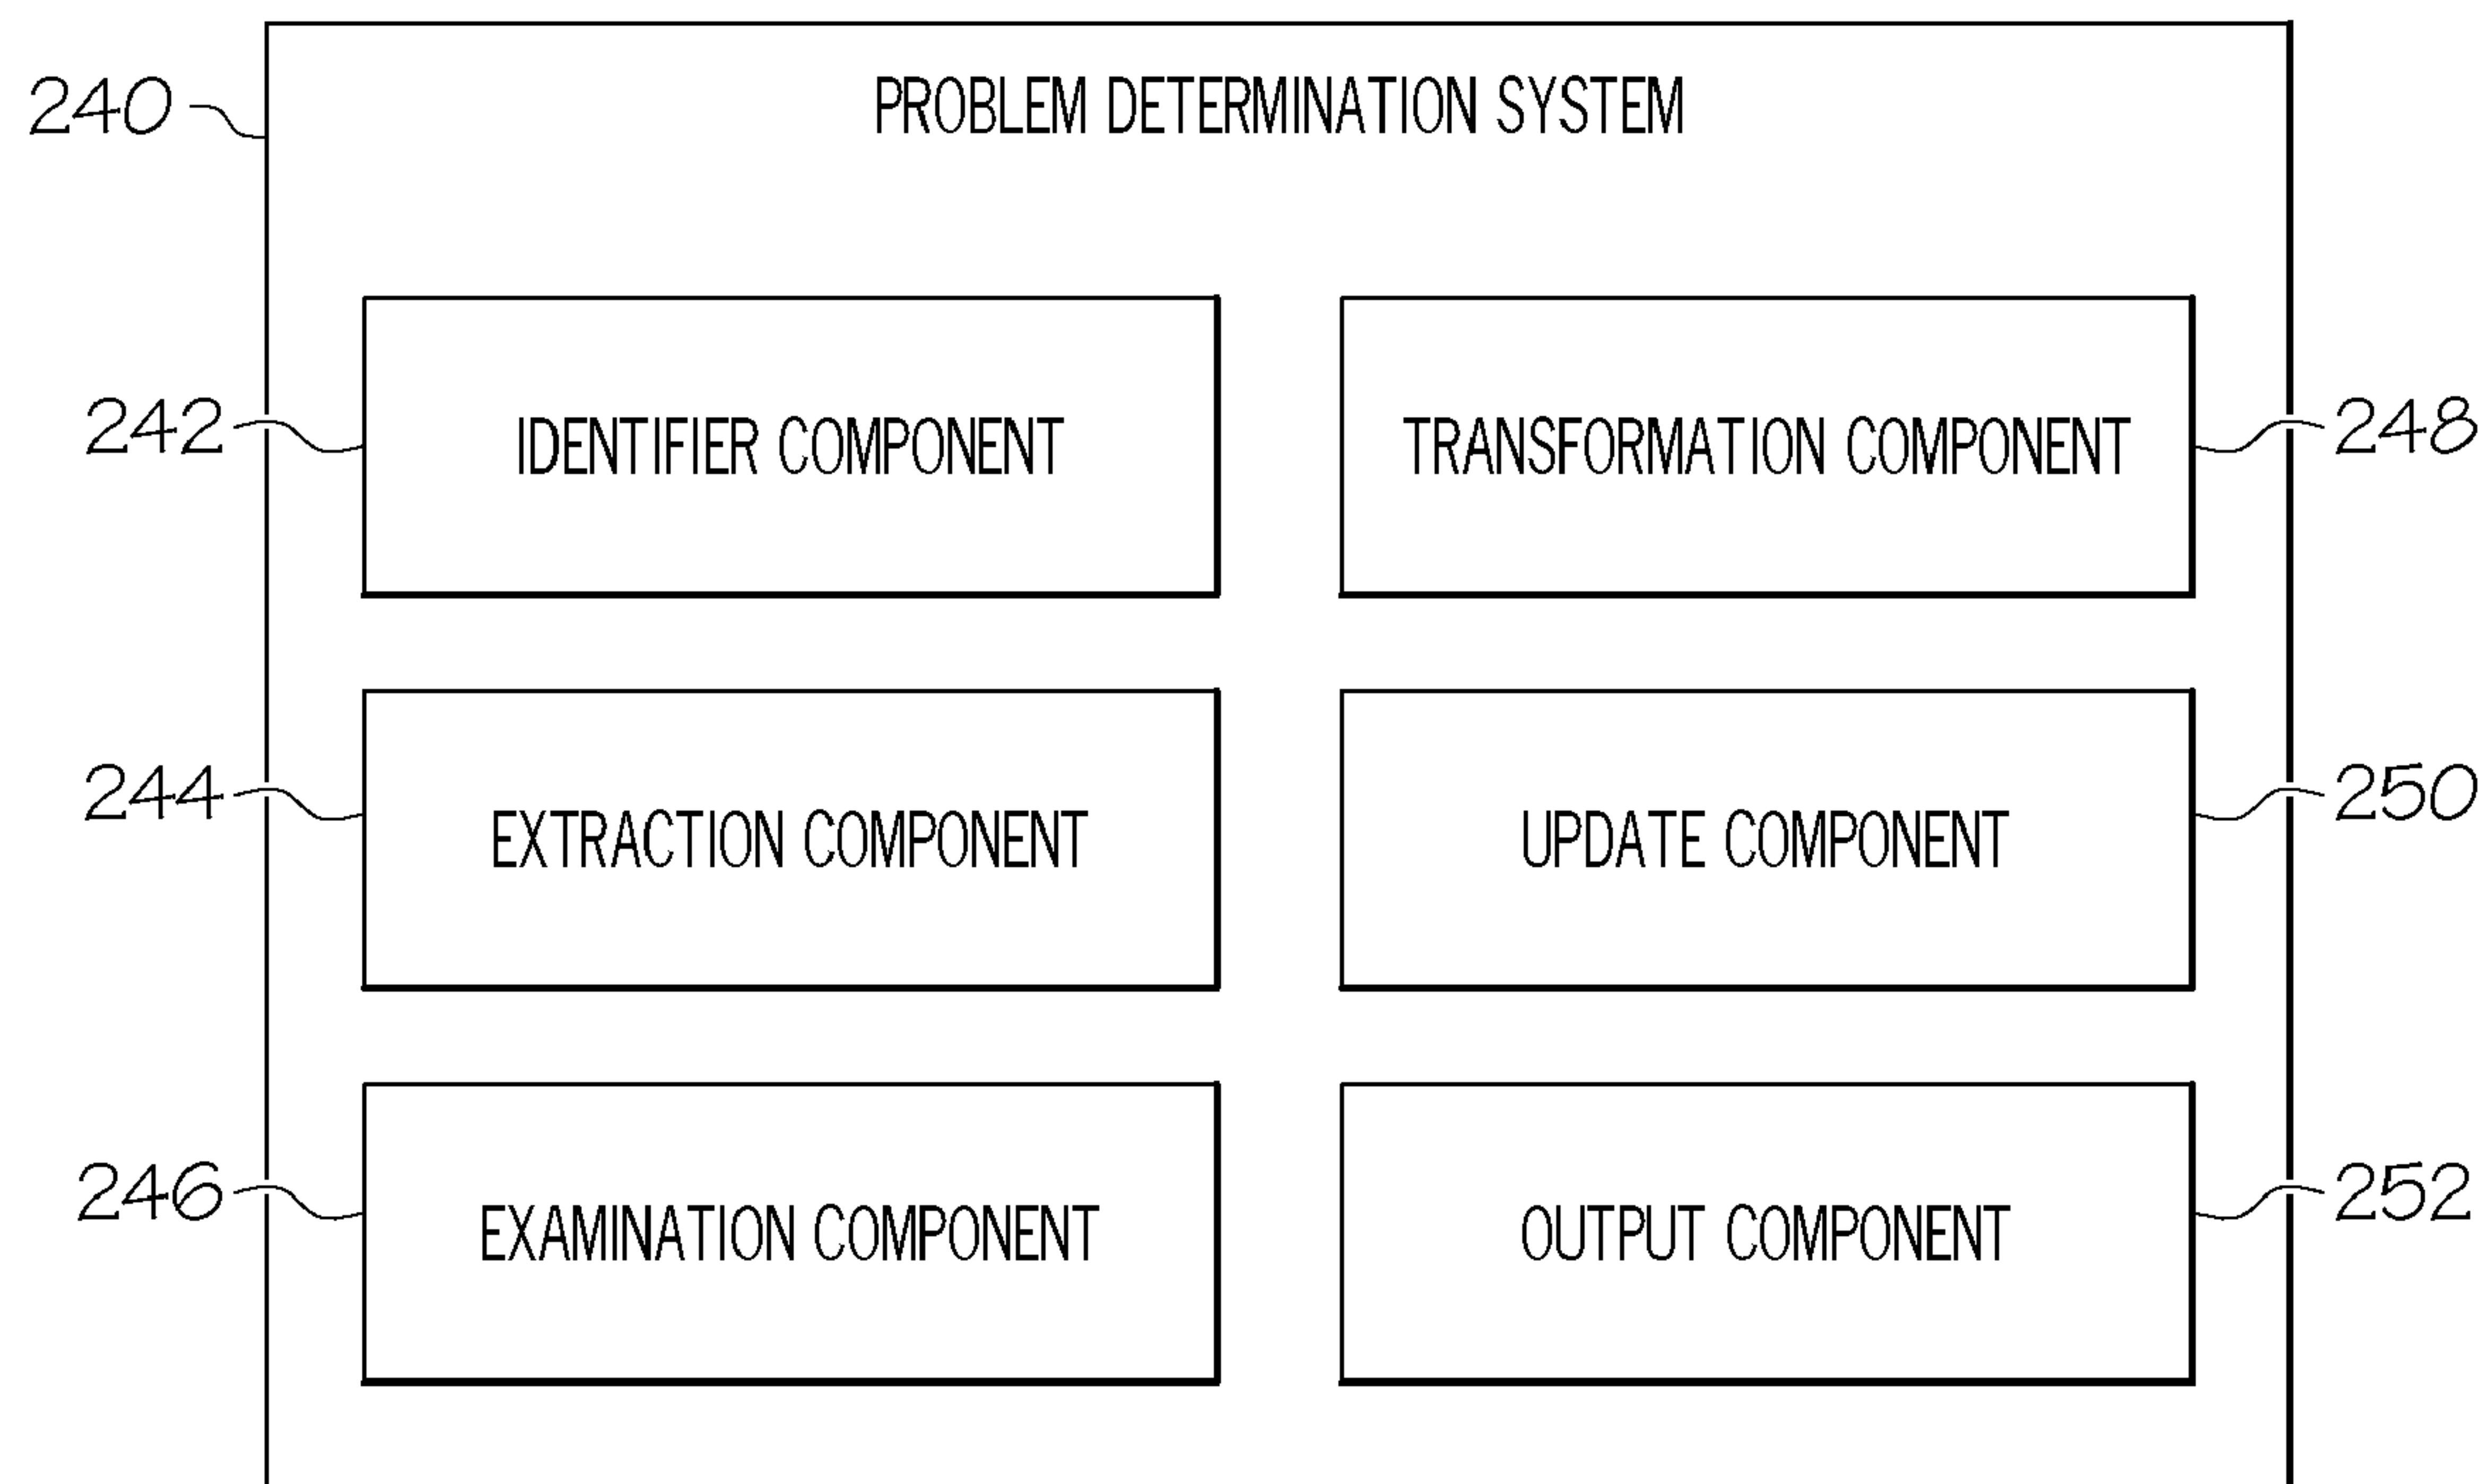 240
PROBLEM DETERMINATION SYSTEM
242
IDENTIFIER COMPONENT
TRANSFORMATION COMPONENT
248
244
EXTRACTION COMPONENT
UPDATE COMPONENT
250
246
EXAMINATION COMPONENT
OUTPUT COMPONENT
252